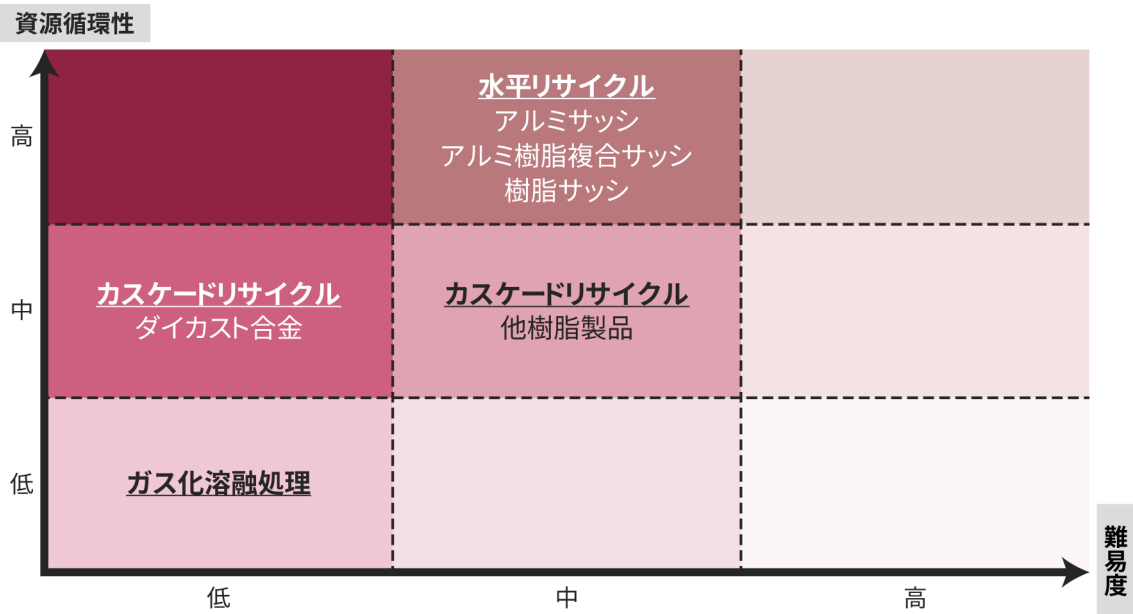 資源循環性
高
水平リサイクル
アルミサッシ
アルミ樹脂複合サッシ
樹脂サッシ
中
カスケードリサイクル
ダイカスト合金
カスケードリサイクル
他樹脂製品
低
ガス化溶融処理
難易度
低
中
高